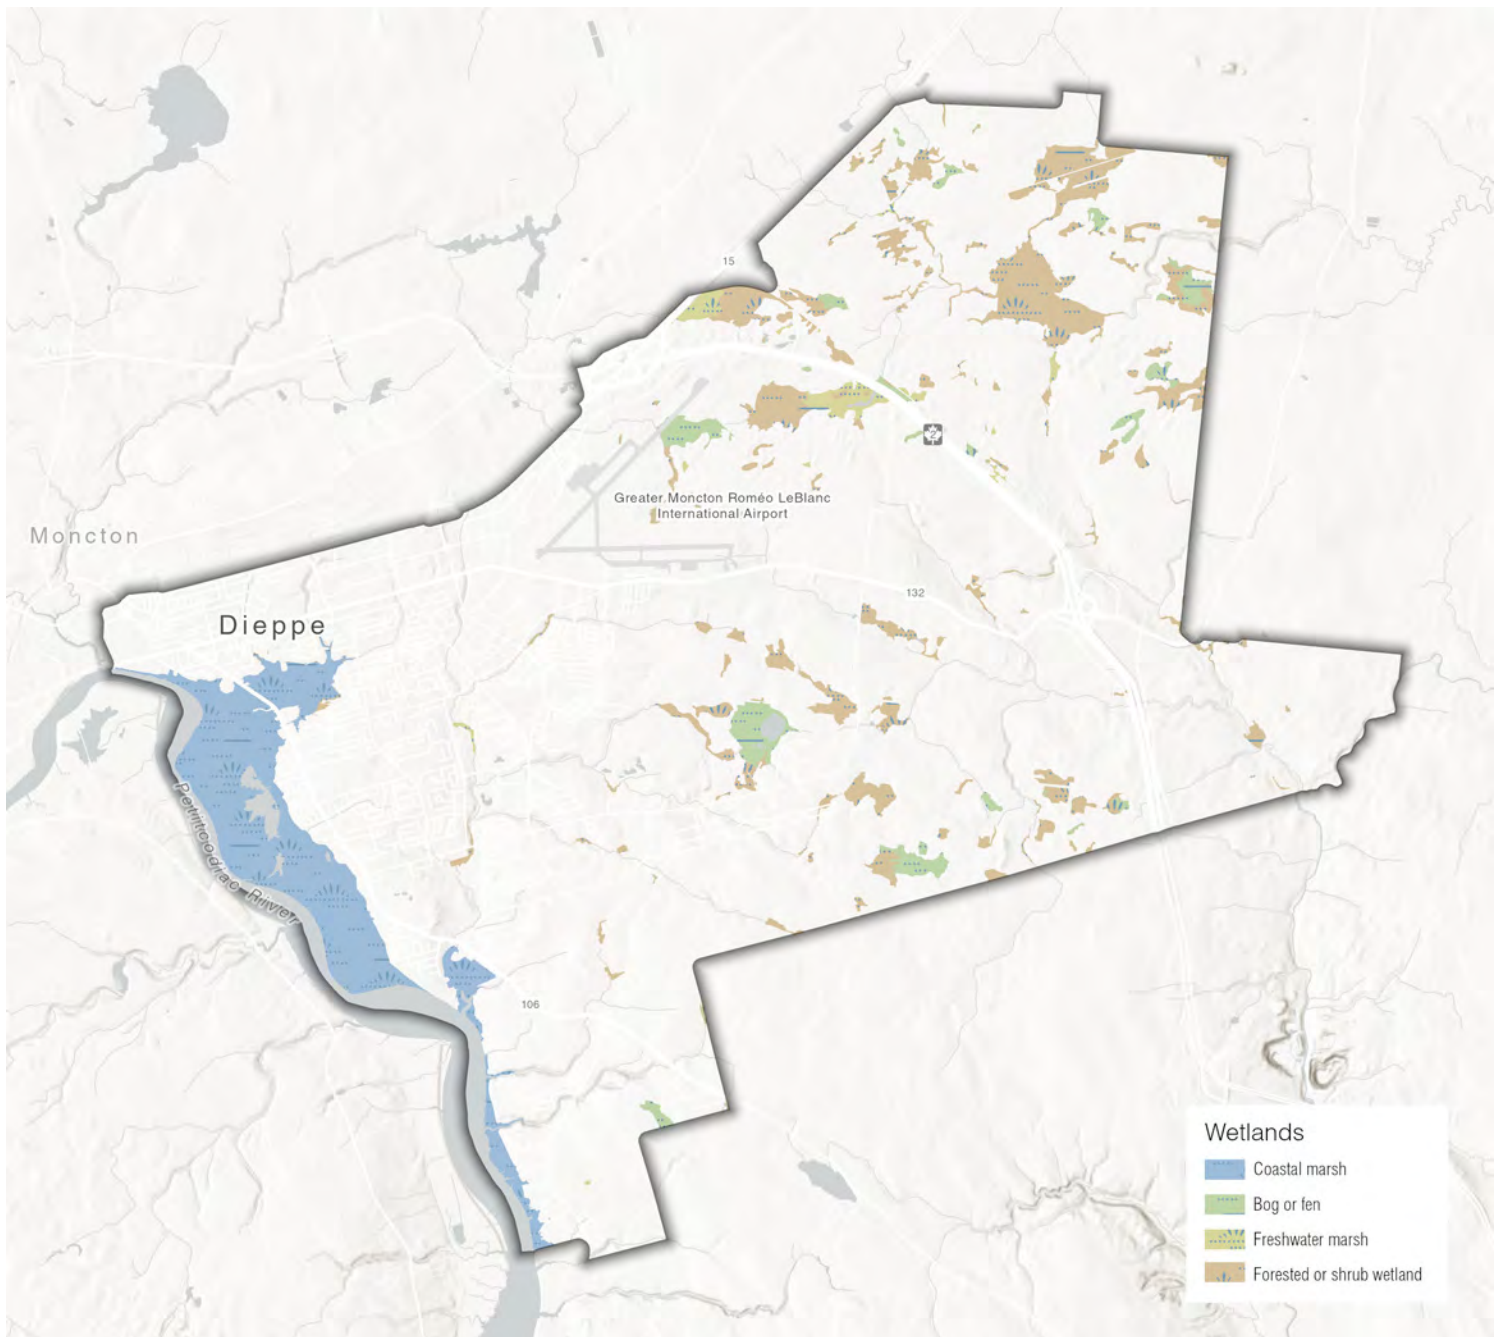 15
2
Greater Moncton Roméo LeBlanc
International Airport
Moncton
132
Dieppe
Petitcodiac River
106
Wetlands
Coastal marsh
Bog or fen
Freshwater marsh
Forested or shrub wetland